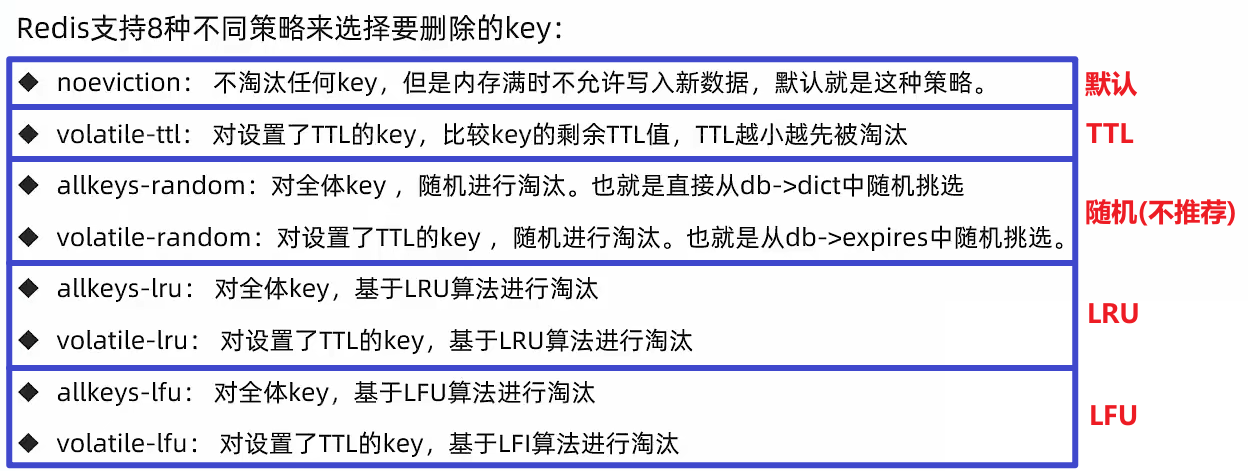 Redis支持8种不同策略来选择要删除的key：
◆ noeviction： 不淘汰任何key，但是内存满时不允许写入新数据，默认就是这种策略。 默认
◆ volatile-ttl： 对设置了TTL的key，比较key的剩余TTL值，TTL越小越先被淘汰 TTL
◆ allkeys-random：对全体key ，随机进行淘汰。也就是直接从db->dict中随机挑选
随机(不推荐)
◆ volatile-random：对设置了TTL的key ，随机进行淘汰。也就是从db->expires中随机挑选。
◆ allkeys-lru： 对全体key，基于LRU算法进行淘汰
LRU
◆ volatile-lru： 对设置了TTL的key，基于LRU算法进行淘汰
◆ allkeys-lfu： 对全体key，基于LFU算法进行淘汰
LFU
◆ volatile-lfu： 对设置了TTL的key，基于LFI算法进行淘汰